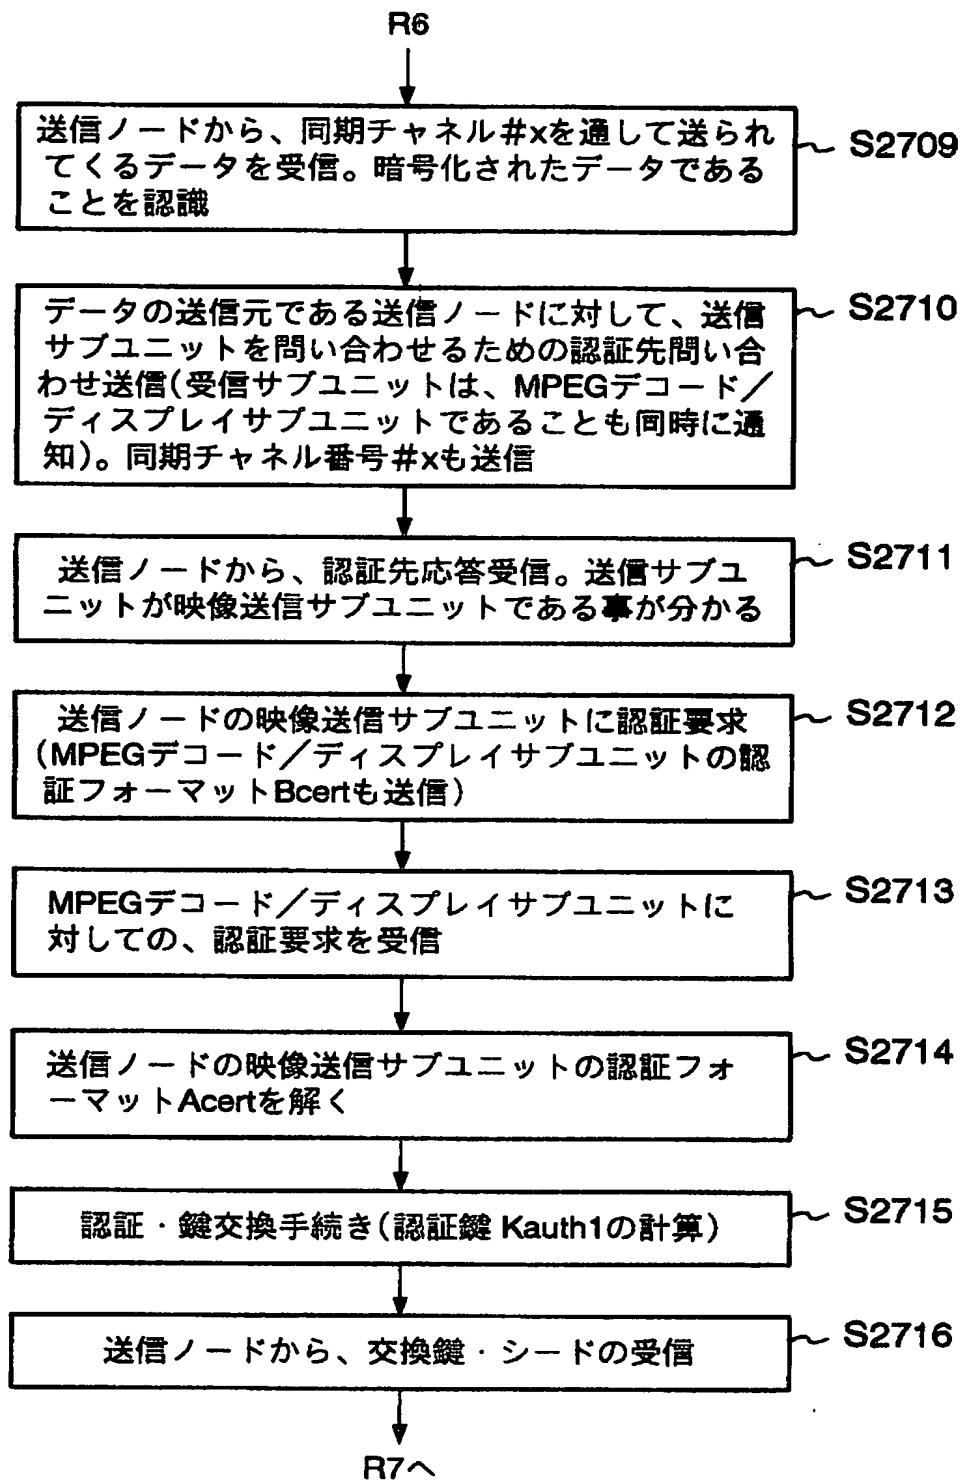 R6
送信ノードから、同期チャネル#xを通して送られ
てくるデータを受信。暗号化されたデータである
ことを認識
S2709
データの送信元である送信ノードに対して、送信
サブユニットを問い合わせるための認証先問い合
わせ送信(受信サブユニットは、MPEGデコード/
ディスプレイサブユニットであることも同時に通
知)。同期チャネル番号#xも送信
S2710
送信ノードから、認証先応答受信。送信サブユ
ニットが映像送信サブユニットである事が分かる
S2711
送信ノードの映像送信サブユニットに認証要求
(MPEGデコード/ディスプレイサブユニットの認
証フォーマットBcertも送信)
S2712
MPEGデコード/ディスプレイサブユニットに
対しての、認証要求を受信
S2713
送信ノードの映像送信サブユニットの認証フォ
ーマットAcertを解く
S2714
認証・鍵交換手続き(認証鍵 Kauth1の計算)
S2715
送信ノードから、交換鍵・シードの受信
S2716
R7へ